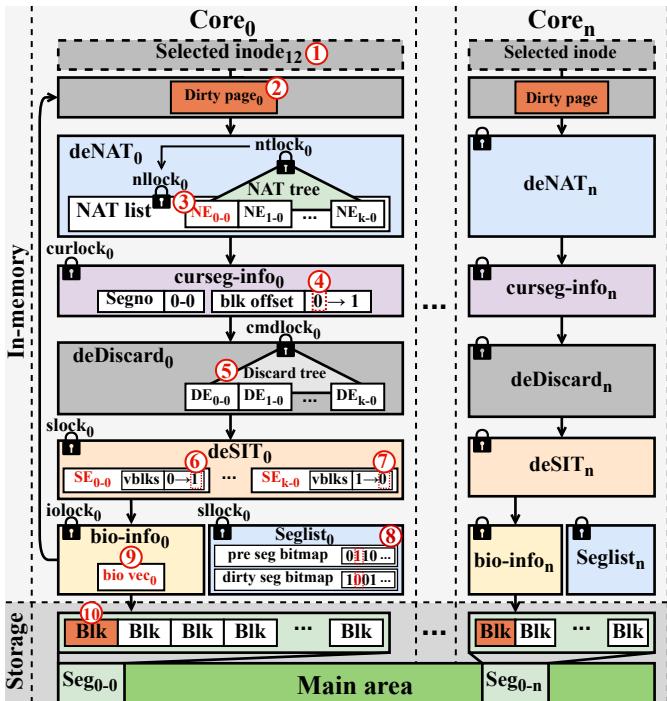 Core0
Coren
Selected inode12 ①
Selected inode
Dirty page0 ②
Dirty page
deNAT0
ntlock0
nllock0
NAT tree
NAT list ③ NE0-0 NE1-0 ... NEk-0
deNATn
curlock0
curseg-info0 ④
Segno 0-0 blk offset 0 → 1
curseg-infon
...
cmdlock0
deDiscard0
⑤ Discard tree
DE0-0 DE1-0 ... DEk-0
deDiscardn
slock0
deSIT0
⑥ ⑦
SE0-0 vblks 0→1 ... SEk-0 vblks 1→0
deSITn
iolock0
sllock0
bio-info0
⑨
bio vec0
Seglist0 ⑧
pre seg bitmap 0110 ...
dirty seg bitmap 1001 ...
bio-infon
Seglistn
In-memory
Storage
⑩
Blk Blk Blk Blk ... Blk
...
Blk Blk ... Blk
Seg0-0
Main area
Seg0-n